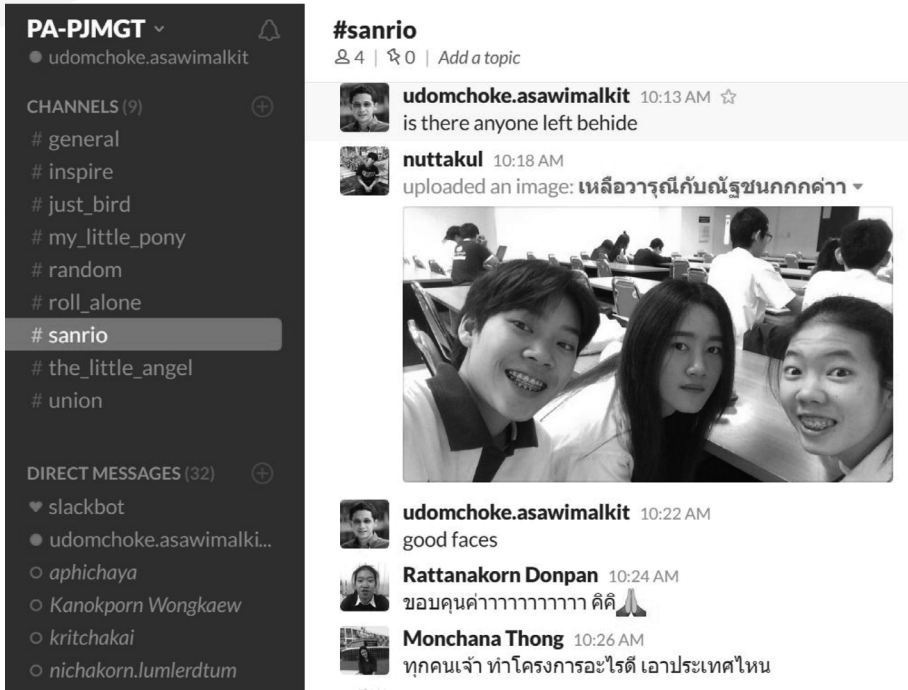 PA-PJMGT
udomchoke.asawimalkit
CHANNELS (9)
# general
# inspire
# just_bird
# my_little_pony
# random
# roll_alone
# sanrio
# the_little_angel
# union
DIRECT MESSAGES (32)
slackbot
udomchoke.asawimalki...
aphichaya
Kanokporn Wongkaew
kritchakai
nichakorn.lumlerdtum
#sanrio
4 | 0 | Add a topic
udomchoke.asawimalkit 10:13 AM
is there anyone left behide
nuttakul 10:18 AM
uploaded an image: เหลือวารุณีกับณัฐชนกกกค่าา
udomchoke.asawimalkit 10:22 AM
good faces
Rattanakorn Donpan 10:24 AM
ขอบคุนค่าาาาาาาาาาา คิคิ🙏
Monchana Thong 10:26 AM
ทุกคนเจ้า ทำโครงการอะไรดี เอาประเทศไหน